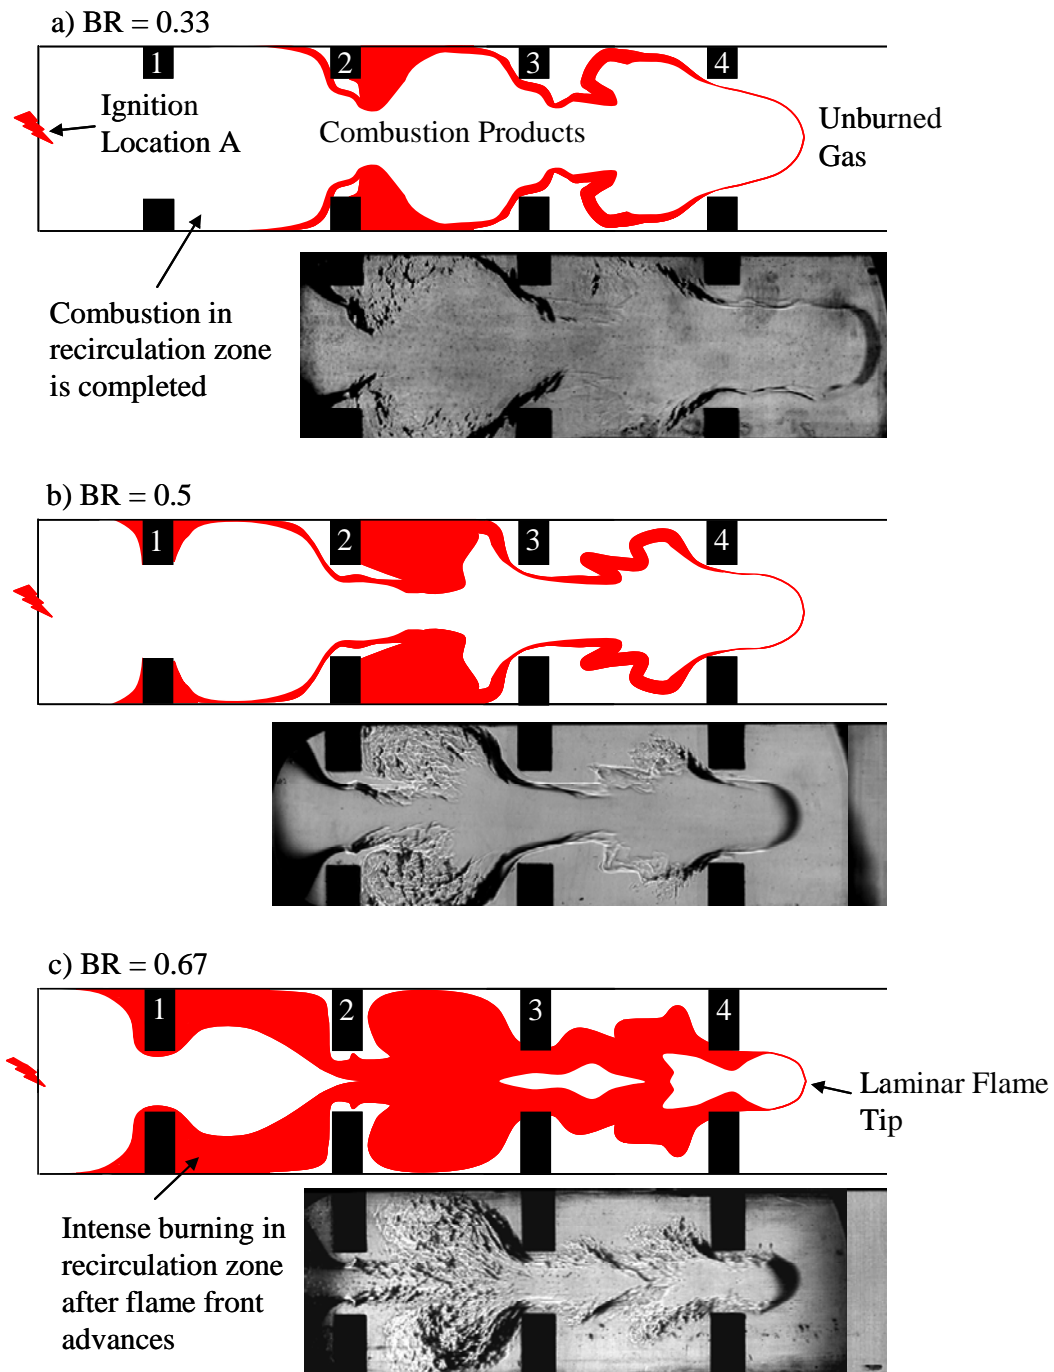 a) BR = 0.33
1 2 3 4
Ignition
Location A
Combustion Products
Unburned
Gas
Combustion in
recirculation zone
is completed
b) BR = 0.5
1 2 3 4
c) BR = 0.67
1 2 3 4
Laminar Flame
Tip
Intense burning in
recirculation zone
after flame front
advances